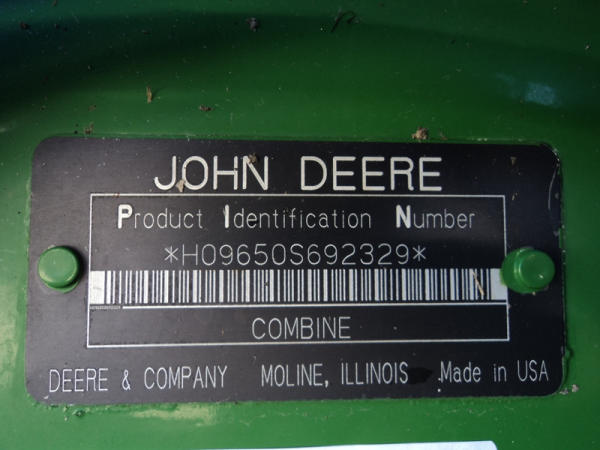 JOHN DEERE
Product Identification Number
*H09650S692329*
COMBINE
DEERE & COMPANY MOLINE, ILLINOIS Made in USA